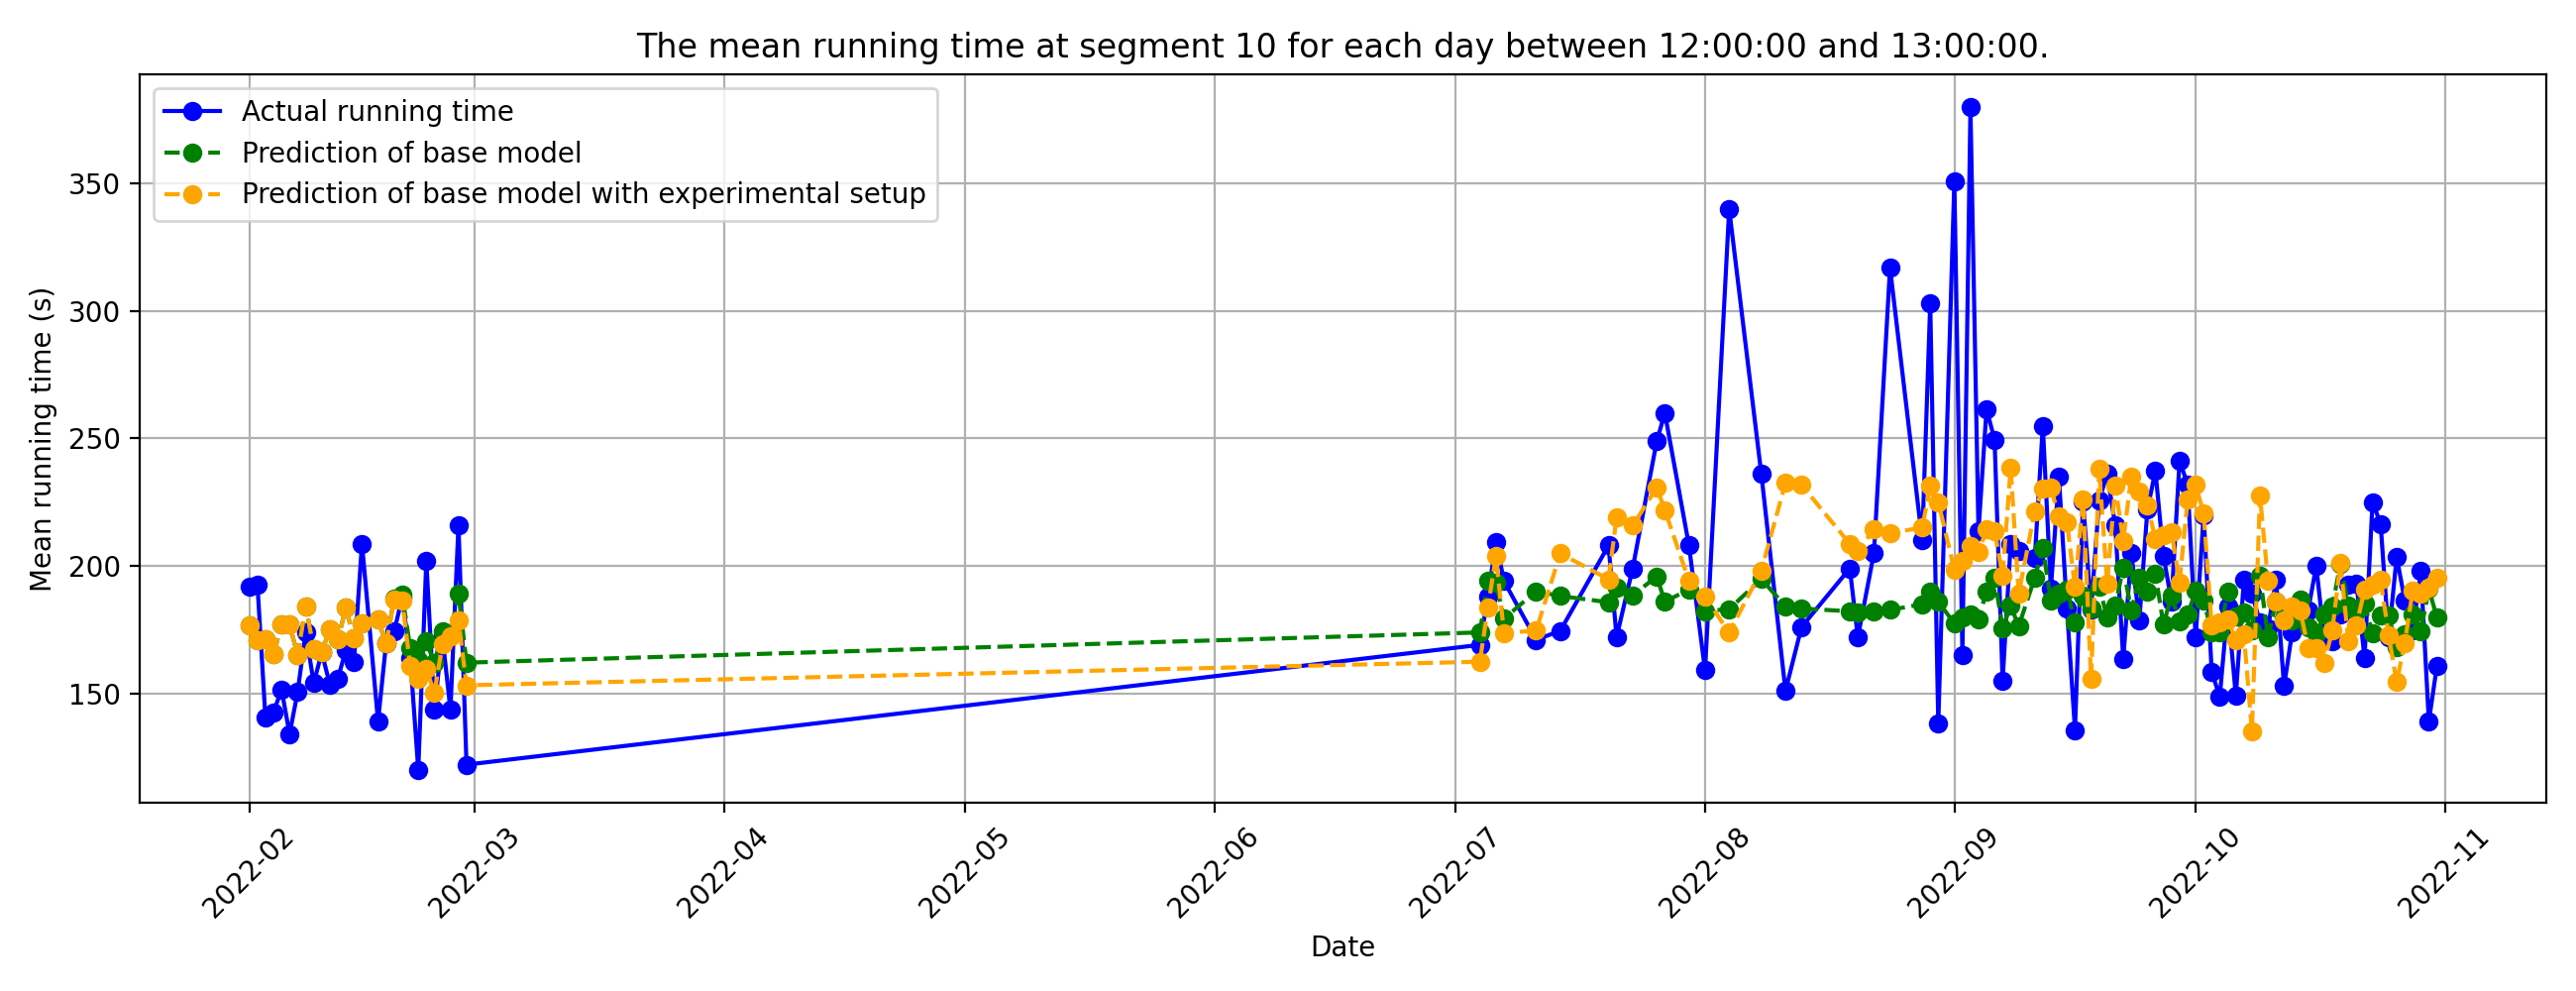 The mean running time at segment 10 for each day between 12:00:00 and 13:00:00.
Actual running time
Prediction of base model
Prediction of base model with experimental setup
Mean running time (s)
350
300
250
200
150
2022-02
2022-03
2022-04
2022-05
2022-06
2022-07
2022-08
2022-09
2022-10
2022-11
Date